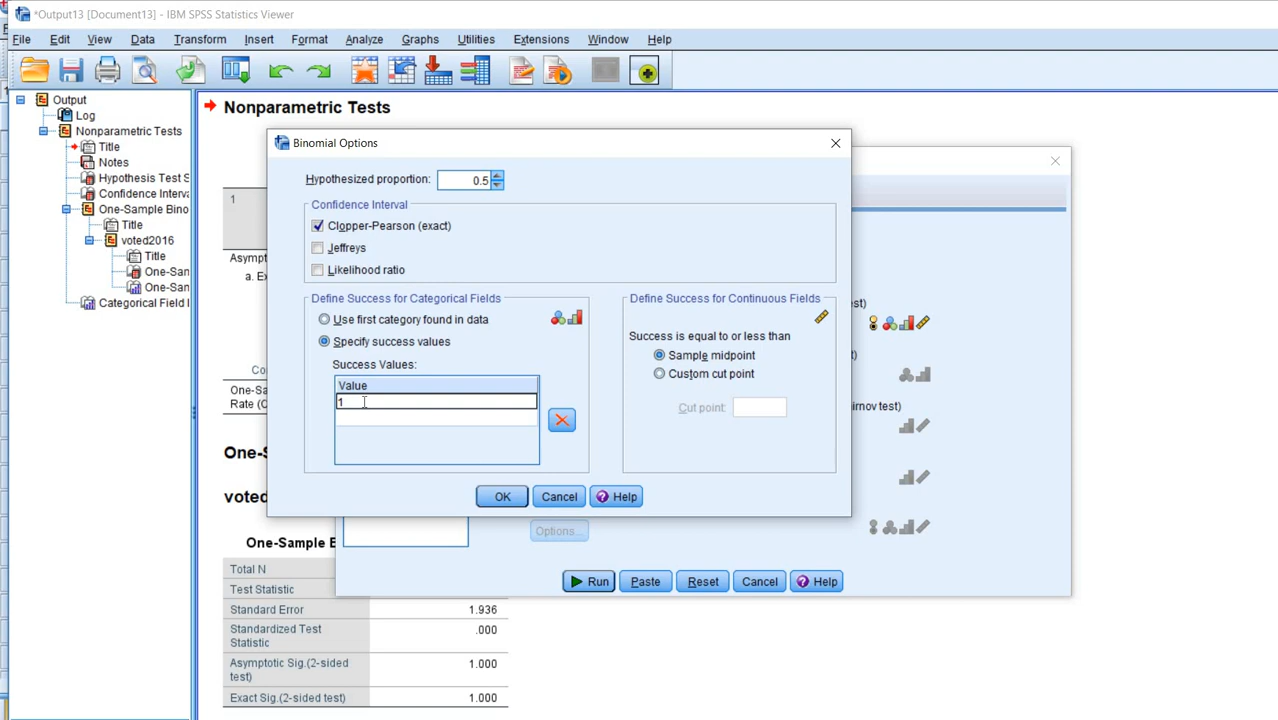 *Output13 [Document13] - IBM SPSS Statistics Viewer
File Edit View Data Transform Insert Format Analyze Graphs Utilities Extensions Window Help
Output
Log
Nonparametric Tests
Title
Notes
Hypothesis Test S
Confidence Interva
One-Sample Bino
Title
voted2016
Title
One-Sa
One-Sa
Categorical Field I
Nonparametric Tests
1
Asympt
a. Ex
Co
One-Sa
Rate (C
One-
voted
One-Sample B
Total N
Test Statistic
Standard Error 1.936
Standardized Test
Statistic .000
Asymptotic Sig.(2-sided
test) 1.000
Exact Sig.(2-sided test) 1.000
Binomial Options
Hypothesized proportion: 0.5
Confidence Interval
Clopper-Pearson (exact)
Jeffreys
Likelihood ratio
Define Success for Categorical Fields
Use first category found in data
Specify success values
Success Values:
Value
1
Define Success for Continuous Fields
Success is equal to or less than
Sample midpoint
Custom cut point
Cut point:
OK Cancel Help
est)
st)
irnov test)
Options...
Run Paste Reset Cancel Help